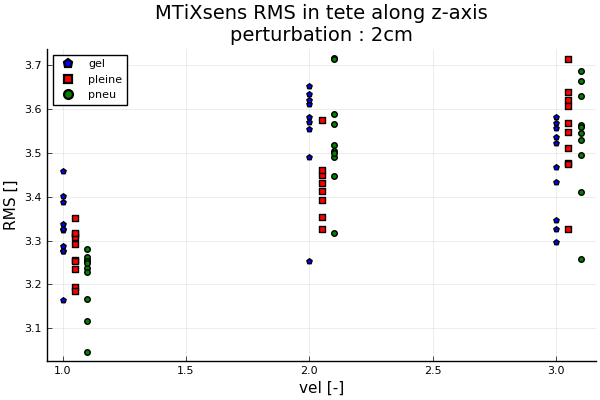 MTiXsens RMS in tete along z-axis
perturbation : 2cm
gel
pleine
pneu
3.7
3.6
3.5
3.4
3.3
3.2
3.1
RMS []
1.0 1.5 2.0 2.5 3.0
vel [-]